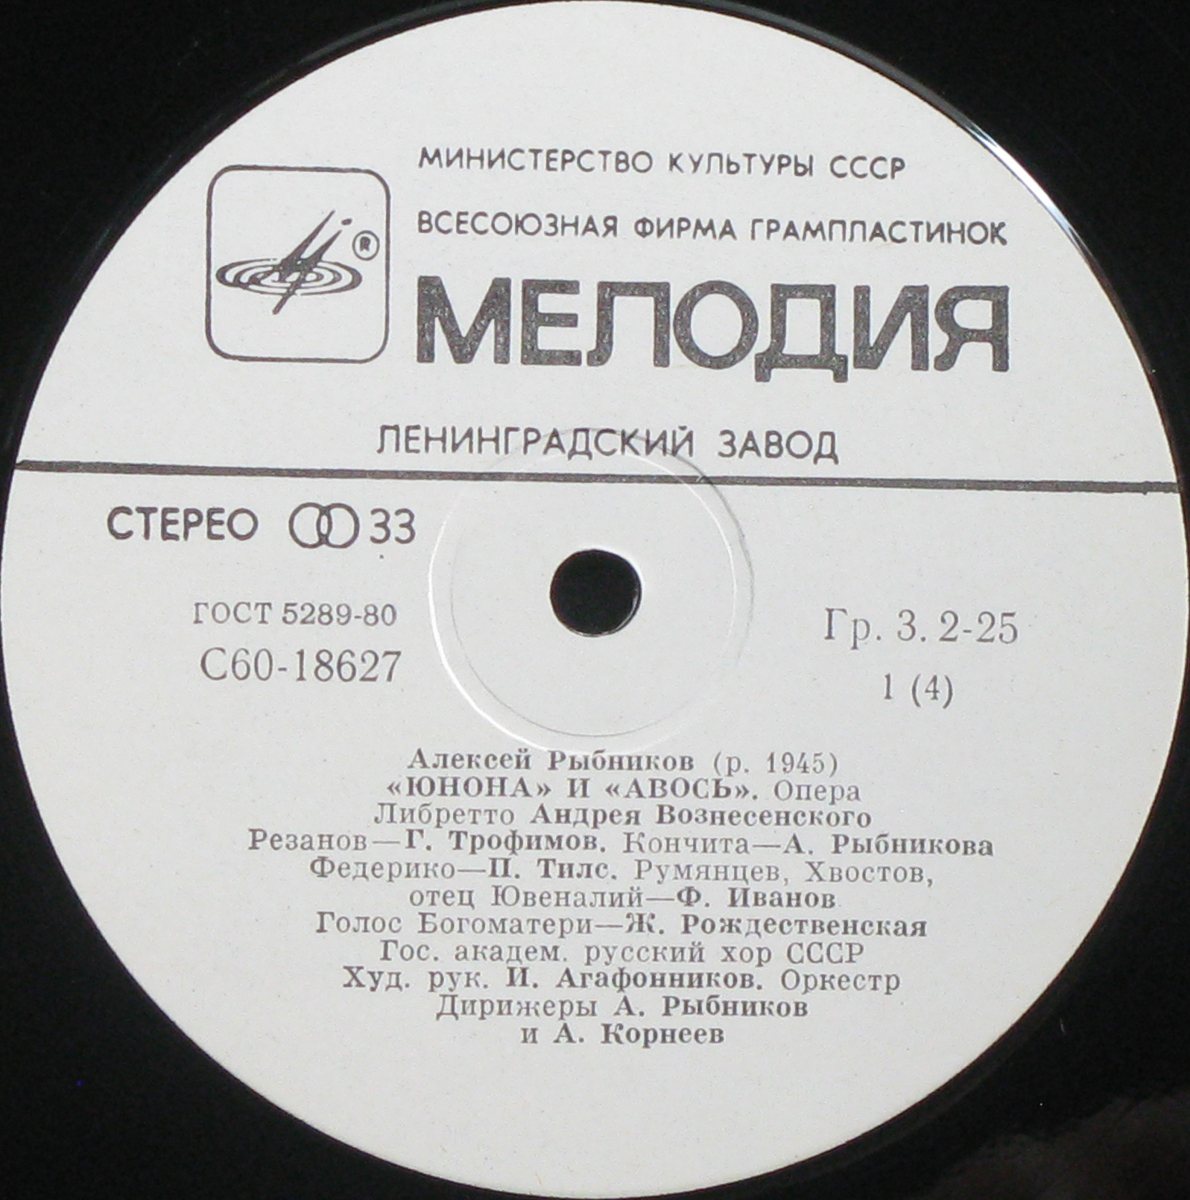 МИНИСТЕРСТВО КУЛЬТУРЫ СССР
ВСЕСОЮЗНАЯ ФИРМА ГРАМПЛАСТИНОК
®
МЕЛОДИЯ
ЛЕНИНГРАДСКИЙ ЗАВОД
СТЕРЕО 33
ГОСТ 5289-80
С60-18627
Гр. 3. 2-25
1 (4)
Алексей Рыбников (р. 1945)
«ЮНОНА» И «АВОСЬ». Опера
Либретто Андрея Вознесенского
Резанов—Г. Трофимов. Кончита—А. Рыбникова
Федерико—П. Тилс. Румянцев, Хвостов,
отец Ювеналий—Ф. Иванов
Голос Богоматери—Ж. Рождественская
Гос. академ. русский хор СССР
Худ. рук. И. Агафонников. Оркестр
Дирижеры А. Рыбников
и А. Корнеев